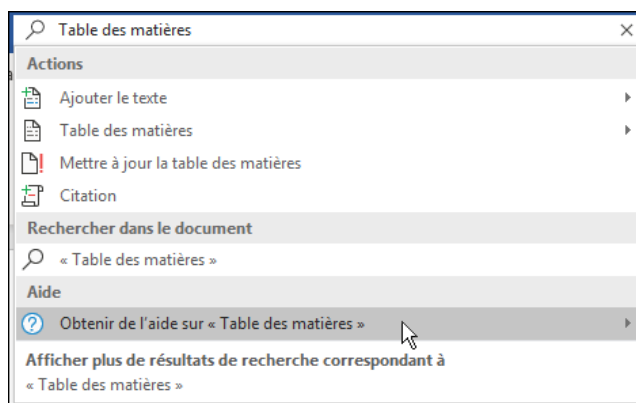 Table des matières
Actions
Ajouter le texte
Table des matières
Mettre à jour la table des matières
Citation
Rechercher dans le document
« Table des matières »
Aide
Obtenir de l'aide sur « Table des matières »
Afficher plus de résultats de recherche correspondant à
« Table des matières »